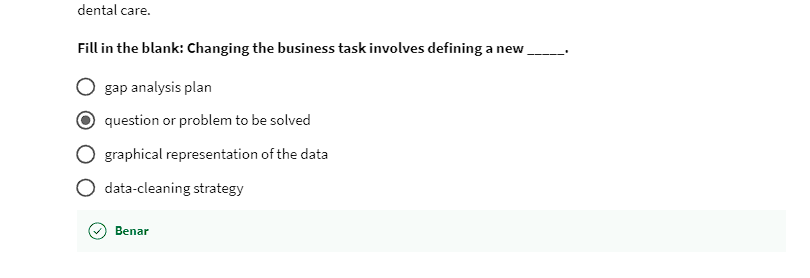 dental care.
Fill in the blank: Changing the business task involves defining a new _____.
gap analysis plan
question or problem to be solved
graphical representation of the data
data-cleaning strategy
Benar